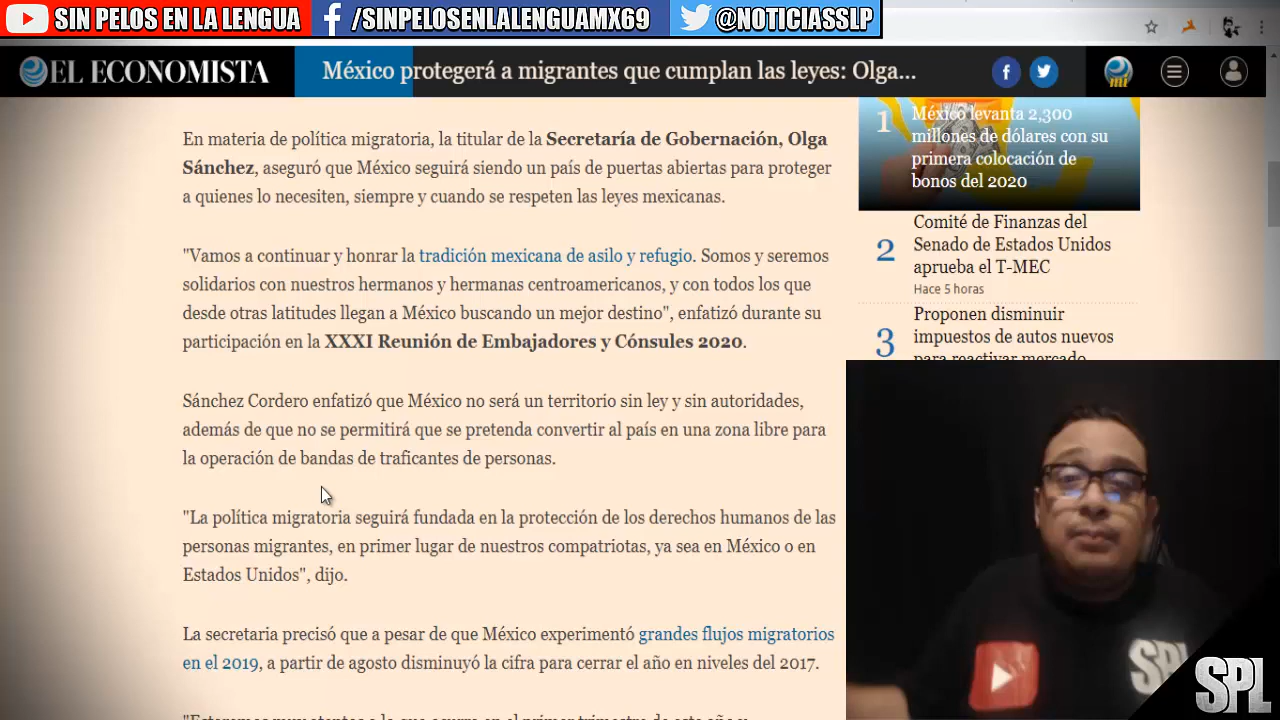 SIN PELOS EN LA LENGUA
/SINPELOSENLALENGUAMX69
@NOTICIASSLP
EL ECONOMISTA
México protegerá a migrantes que cumplan las leyes: Olga...
En materia de política migratoria, la titular de la Secretaría de Gobernación, Olga
Sánchez, aseguró que México seguirá siendo un país de puertas abiertas para proteger
a quienes lo necesiten, siempre y cuando se respeten las leyes mexicanas.
"Vamos a continuar y honrar la tradición mexicana de asilo y refugio. Somos y seremos
solidarios con nuestros hermanos y hermanas centroamericanos, y con todos los que
desde otras latitudes llegan a México buscando un mejor destino", enfatizó durante su
participación en la XXXI Reunión de Embajadores y Cónsules 2020.
Sánchez Cordero enfatizó que México no será un territorio sin ley y sin autoridades,
además de que no se permitirá que se pretenda convertir al país en una zona libre para
la operación de bandas de traficantes de personas.
"La política migratoria seguirá fundada en la protección de los derechos humanos de las
personas migrantes, en primer lugar de nuestros compatriotas, ya sea en México o en
Estados Unidos", dijo.
La secretaria precisó que a pesar de que México experimentó grandes flujos migratorios
en el 2019, a partir de agosto disminuyó la cifra para cerrar el año en niveles del 2017.
1
México levanta 2,300
millones de dólares con su
primera colocación de
bonos del 2020
2
Comité de Finanzas del
Senado de Estados Unidos
aprueba el T-MEC
Hace 5 horas
3
Proponen disminuir
impuestos de autos nuevos
para reactivar mercado
SPL
SPL